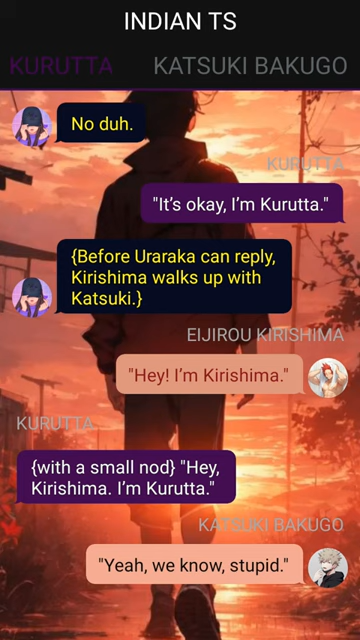 INDIAN TS
KURUTTA KATSUKI BAKUGO
No duh.
KURUTTA
"It's okay, I'm Kurutta."
{Before Uraraka can reply,
Kirishima walks up with
Katsuki.}
EIJIROU KIRISHIMA
"Hey! I'm Kirishima."
KURUTTA
{with a small nod} "Hey,
Kirishima. I'm Kurutta."
KATSUKI BAKUGO
"Yeah, we know, stupid."